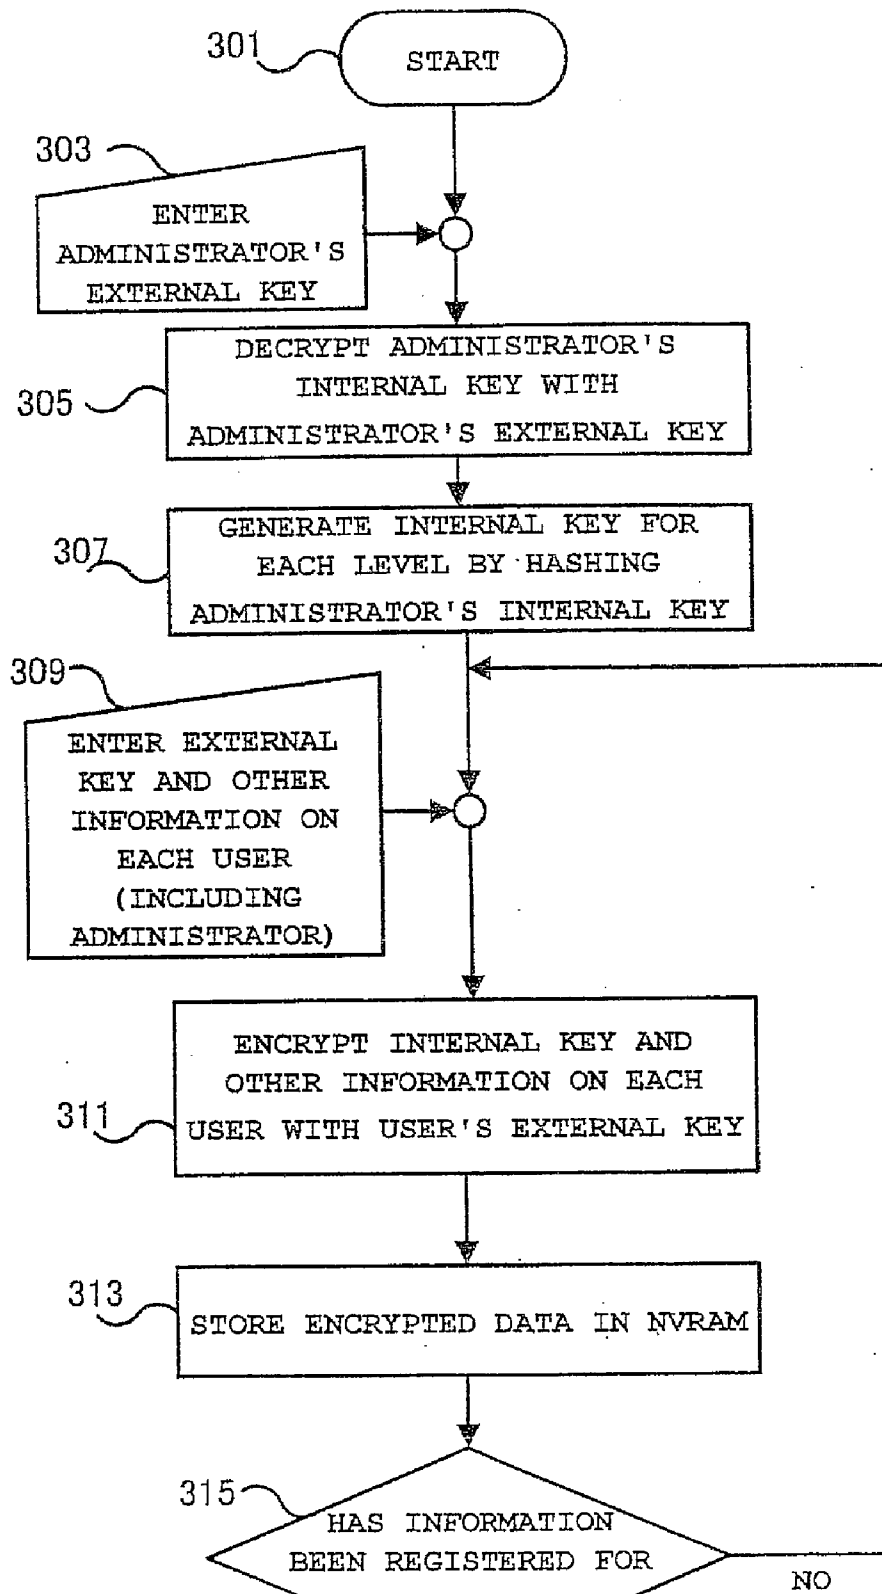 301
START
303
ENTER
ADMINISTRATOR'S
EXTERNAL KEY
DECRYPT ADMINISTRATOR'S
INTERNAL KEY WITH
ADMINISTRATOR'S EXTERNAL KEY
305
GENERATE INTERNAL KEY FOR
EACH LEVEL BY HASHING
ADMINISTRATOR'S INTERNAL KEY
307
309
ENTER EXTERNAL
KEY AND OTHER
INFORMATION ON
EACH USER
(INCLUDING
ADMINISTRATOR)
ENCRYPT INTERNAL KEY AND
OTHER INFORMATION ON EACH
USER WITH USER'S EXTERNAL KEY
311
313
STORE ENCRYPTED DATA IN NVRAM
315
HAS INFORMATION
BEEN REGISTERED FOR
NO